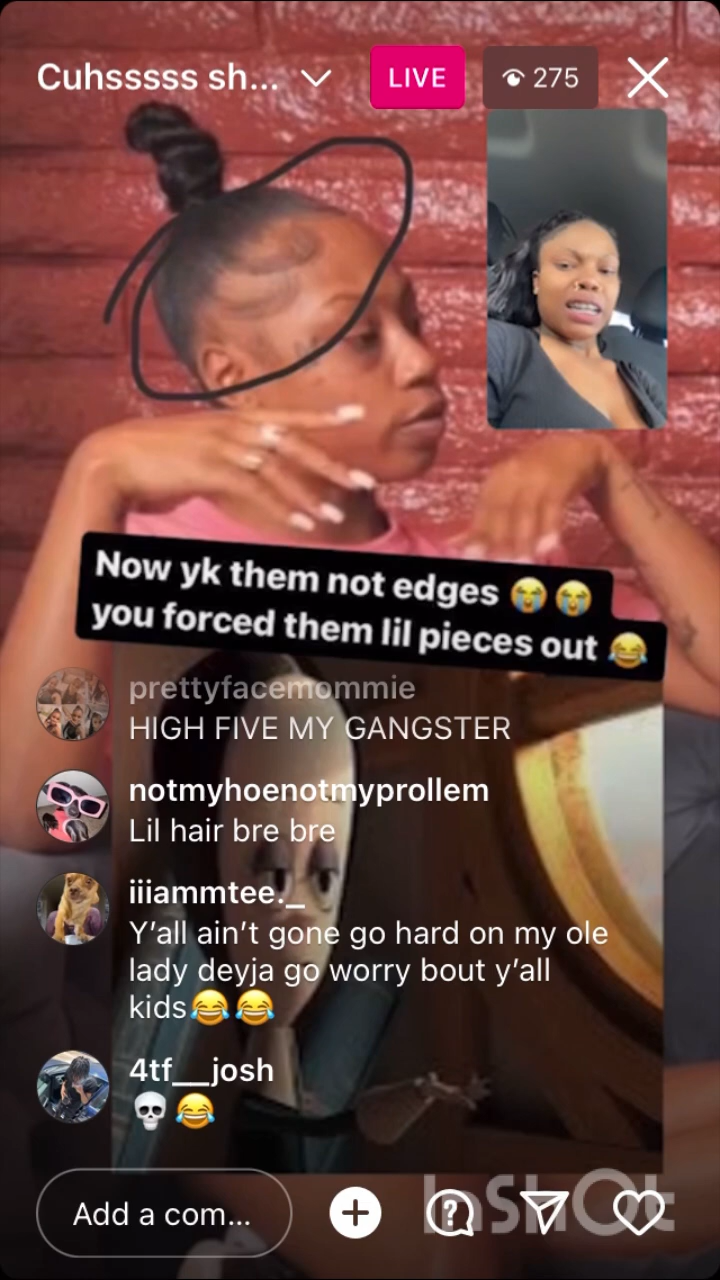 Cuhsssss sh...
LIVE
275
Now yk them not edges 😭😭
you forced them lil pieces out 😂
prettyfacemommie
HIGH FIVE MY GANGSTER
notmyhoenotmyprollem
Lil hair bre bre
iiiammtee._
Y’all ain’t gone go hard on my ole
lady deyja go worry bout y’all
kids😂😂
4tf__josh
💀😂
Add a com...
InShOt